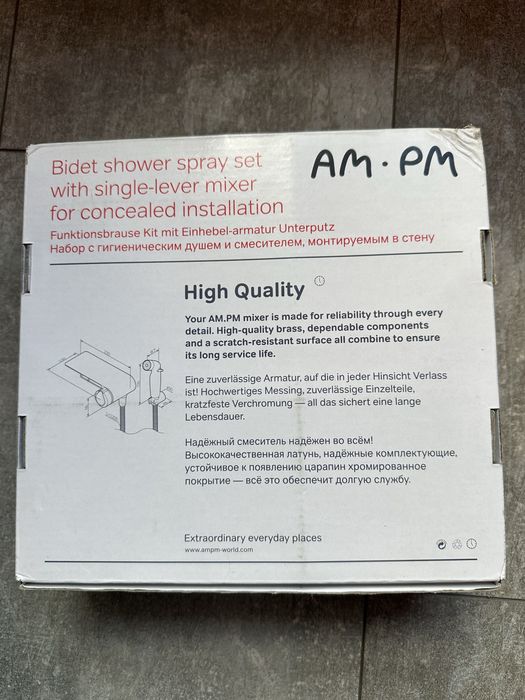 Bidet shower spray set
with single-lever mixer
for concealed installation
AM.PM
Funktionsbrause Kit mit Einhebel-armatur Unterputz
Набор с гигиеническим душем и смесителем, монтируемым в стену
High Quality
Your AM.PM mixer is made for reliability through every
detail. High-quality brass, dependable components
and a scratch-resistant surface all combine to ensure
its long service life.
Eine zuverlässige Armatur, auf die in jeder Hinsicht Verlass
ist! Hochwertiges Messing, zuverlässige Einzelteile,
kratzfeste Verchromung — all das sichert eine lange
Lebensdauer.
Надёжный смеситель надёжен во всём!
Высококачественная латунь, надёжные комплектующие,
устойчивое к появлению царапин хромированное
покрытие — всё это обеспечит долгую службу.
Extraordinary everyday places
www.ampm-world.com